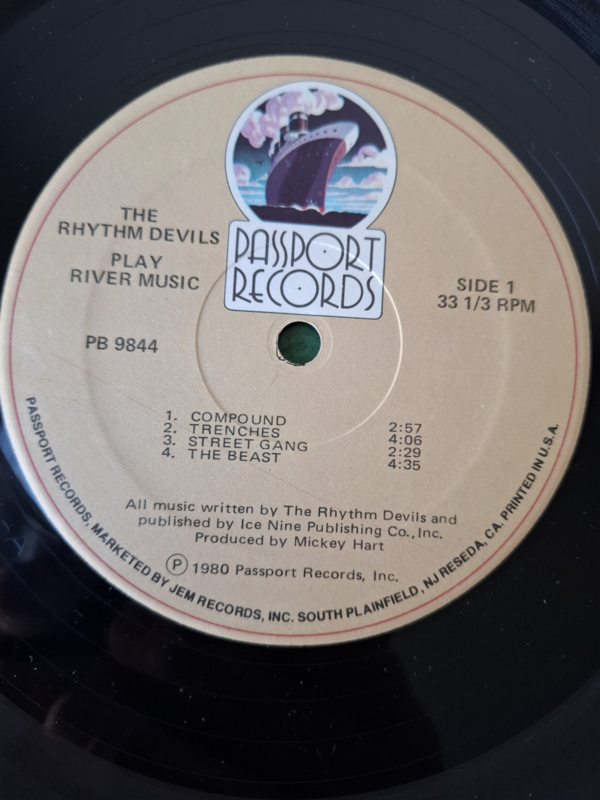 PASSPORT
RECORDS
THE
RHYTHM DEVILS
PLAY
RIVER MUSIC
SIDE 1
33 1/3 RPM
PB 9844
1. COMPOUND 2:57
2. TRENCHES 4:06
3. STREET GANG 2:29
4. THE BEAST 4:35
All music written by The Rhythm Devils and
published by Ice Nine Publishing Co., Inc.
Produced by Mickey Hart
Ⓟ 1980 Passport Records, Inc.
PASSPORT RECORDS, MARKETED BY JEM RECORDS, INC. SOUTH PLAINFIELD, NJ RESEDA, CA. PRINTED IN U.S.A.